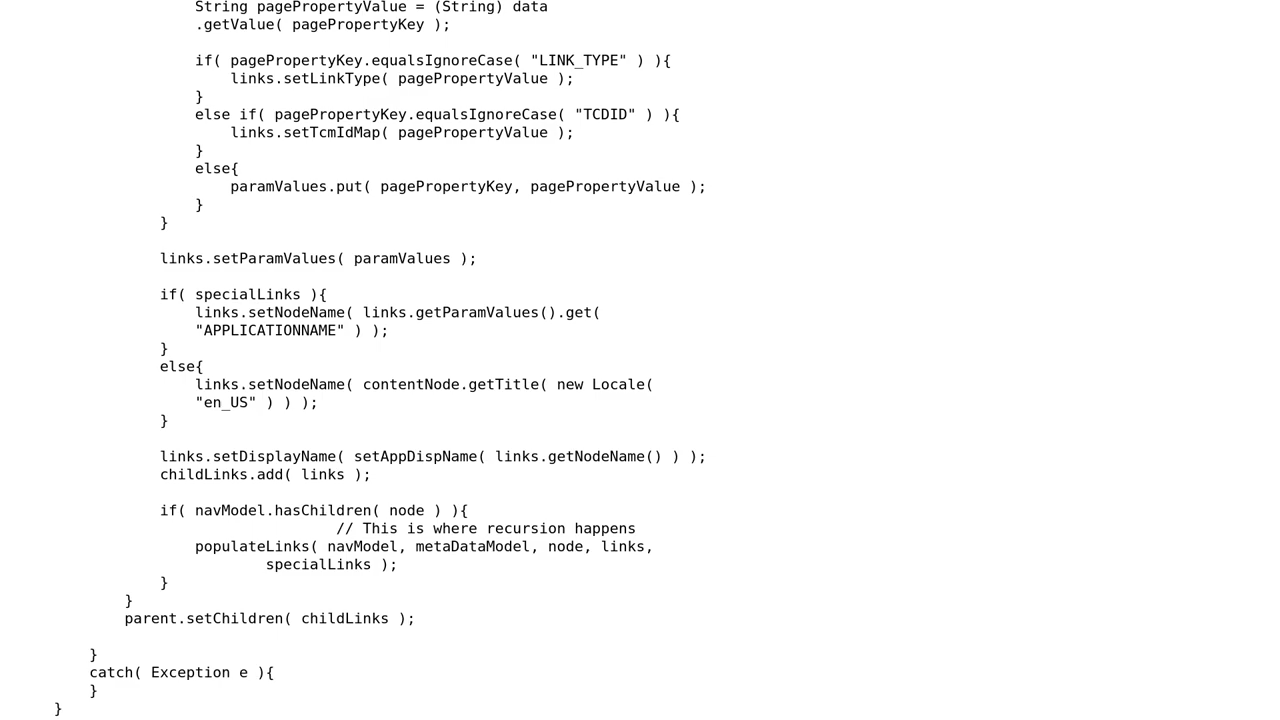 String pagePropertyValue = (String) data
.getValue( pagePropertyKey );
if( pagePropertyKey.equalsIgnoreCase( "LINK_TYPE" ) ){
links.setLinkType( pagePropertyValue );
}
else if( pagePropertyKey.equalsIgnoreCase( "TCDID" ) ){
links.setTcmIdMap( pagePropertyValue );
}
else{
paramValues.put( pagePropertyKey, pagePropertyValue );
}
}
links.setParamValues( paramValues );
if( specialLinks ){
links.setNodeName( links.getParamValues().get(
"APPLICATIONNAME" ) );
}
else{
links.setNodeName( contentNode.getTitle( new Locale(
"en_US" ) ) );
}
links.setDisplayName( setAppDispName( links.getNodeName() ) );
childLinks.add( links );
if( navModel.hasChildren( node ) ){
// This is where recursion happens
populateLinks( navModel, metaDataModel, node, links,
specialLinks );
}
}
parent.setChildren( childLinks );
}
catch( Exception e ){
}
}